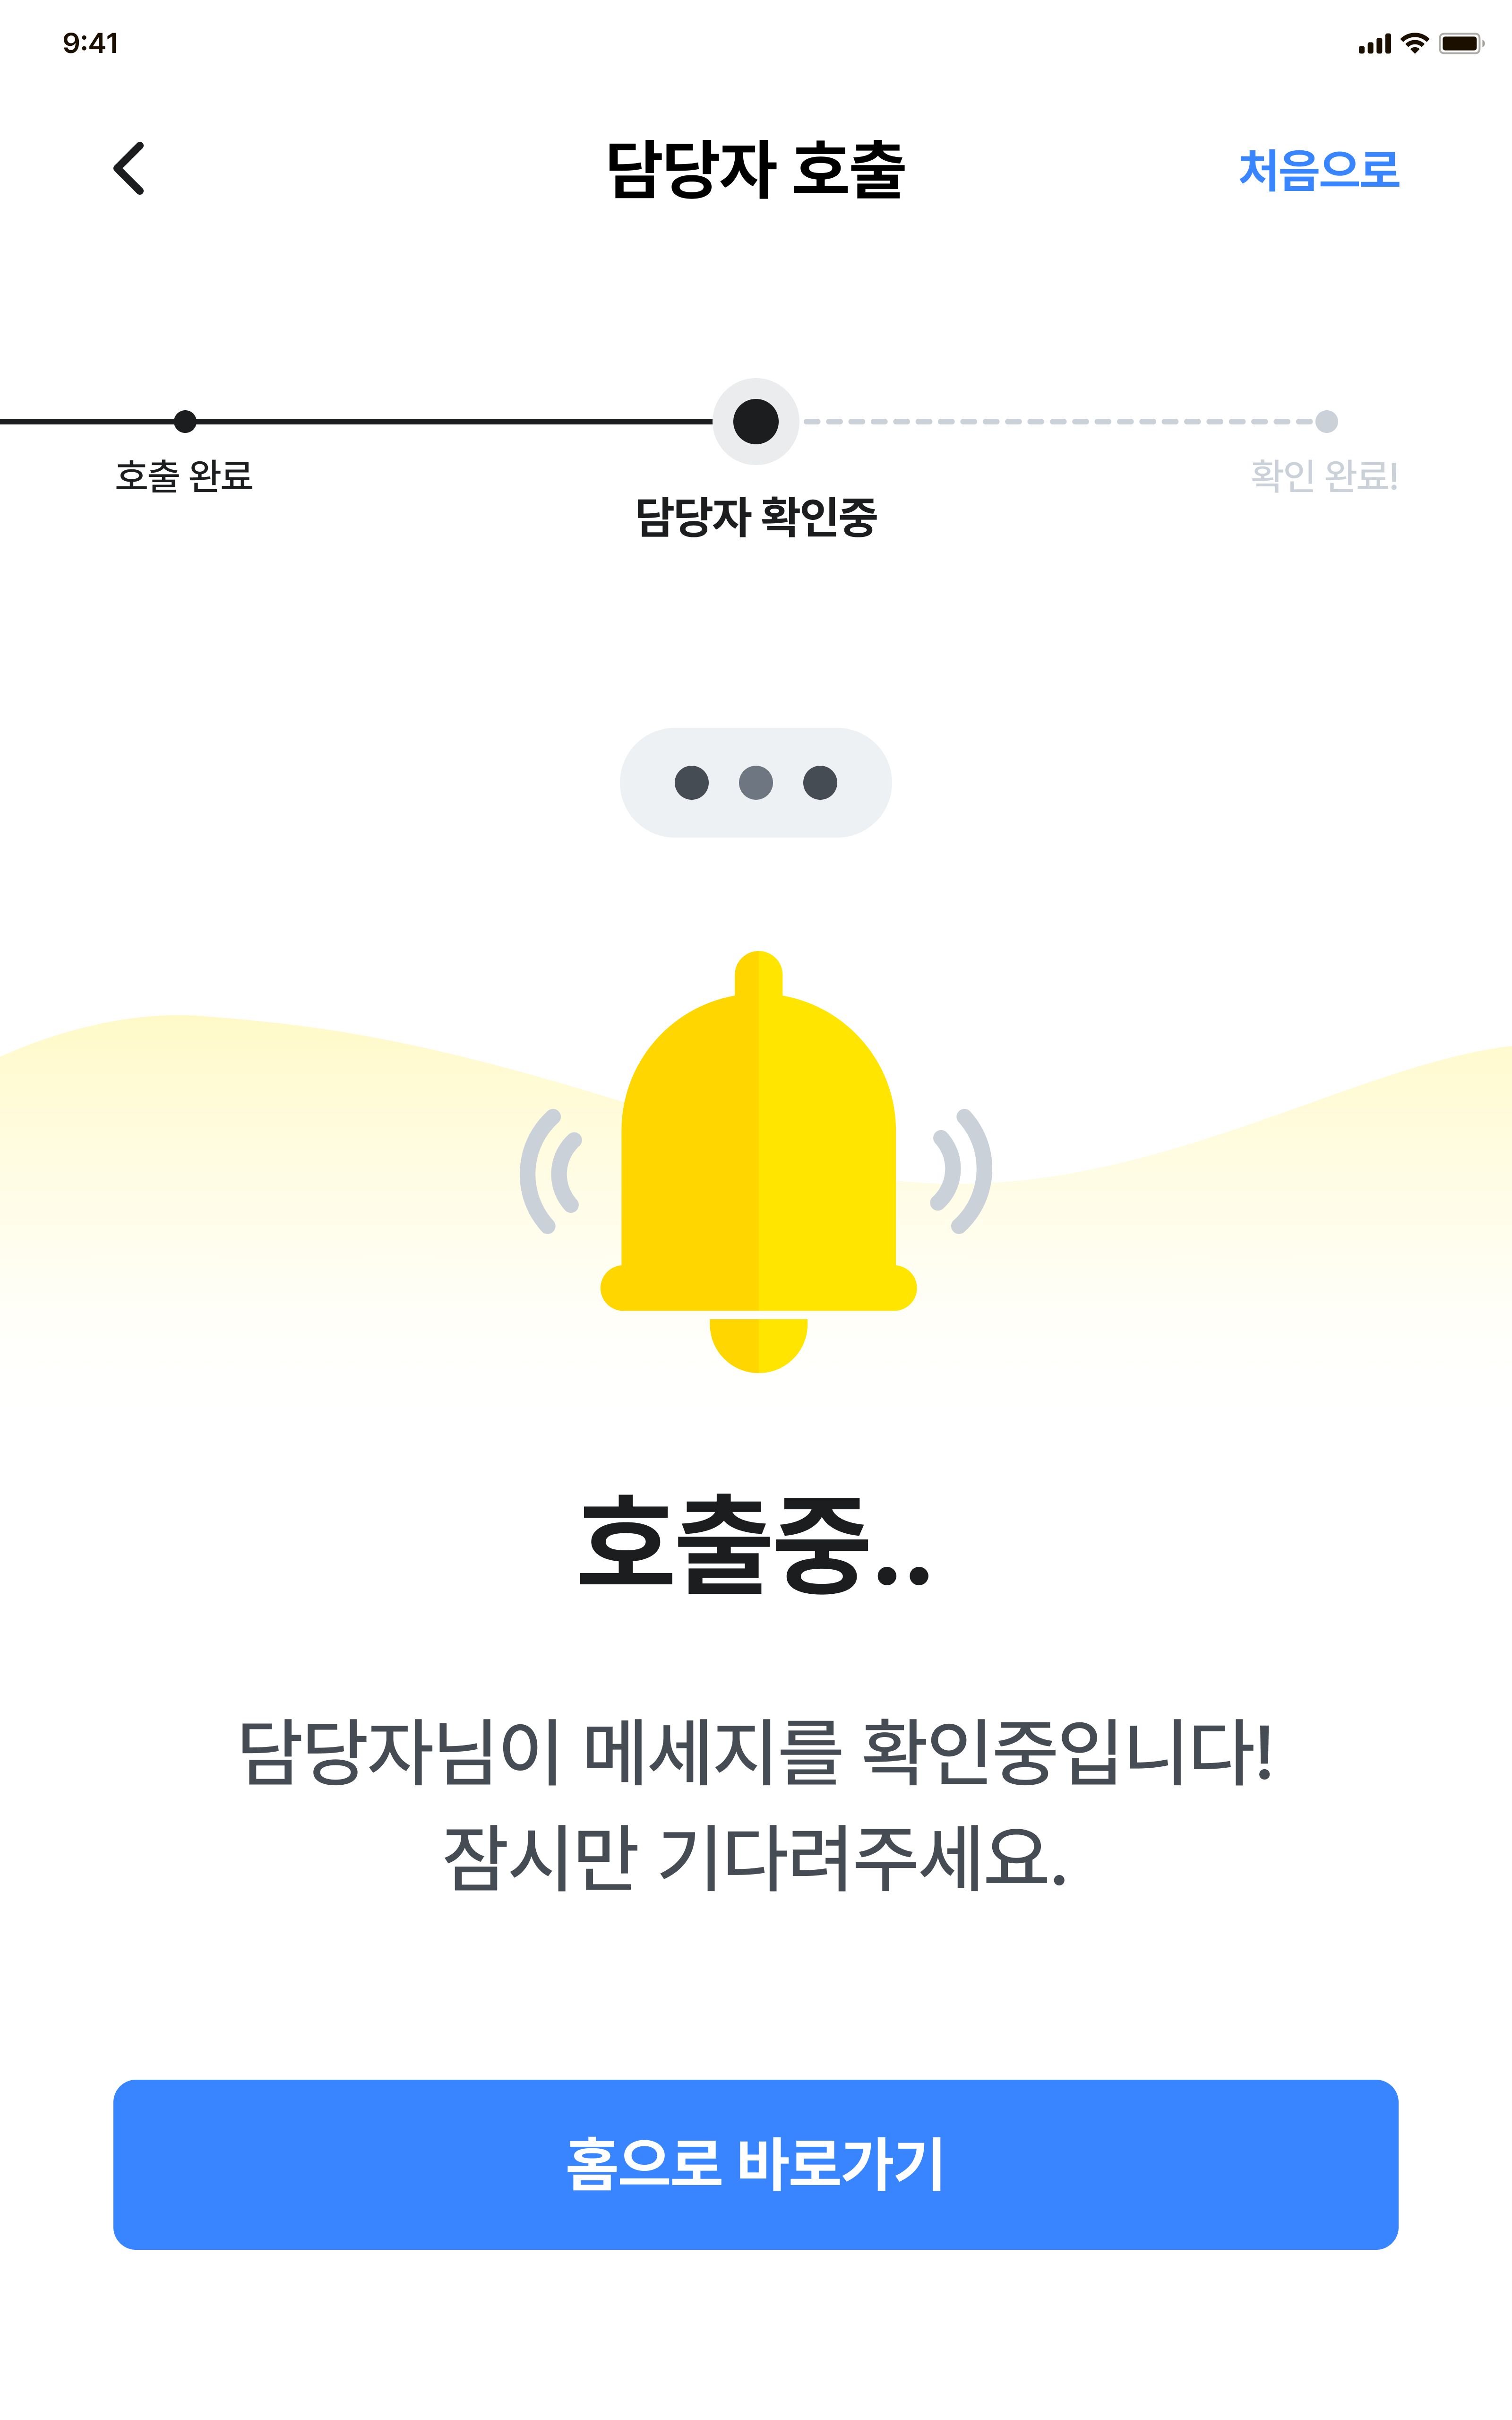 9:41
담당자 호출
처음으로
호출 완료
담당자 확인중
확인 완료!
호출중..
담당자님이 메세지를 확인중입니다!
잠시만 기다려주세요.
홈으로 바로가기